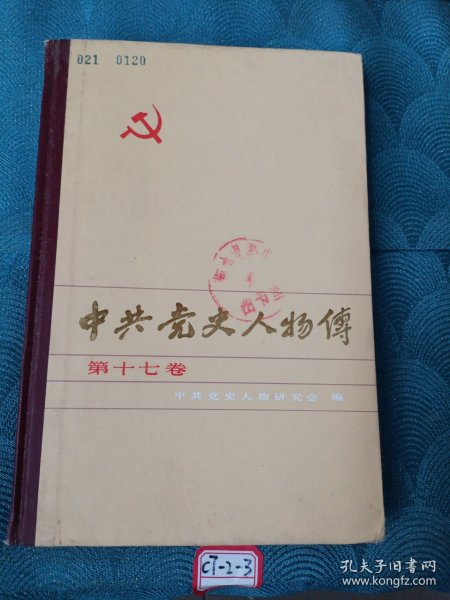 021 0120
中共党史人物傳
第十七卷
中共党史人物研究会 编
CT-2-3
孔夫子旧书网
www.kongfz.com